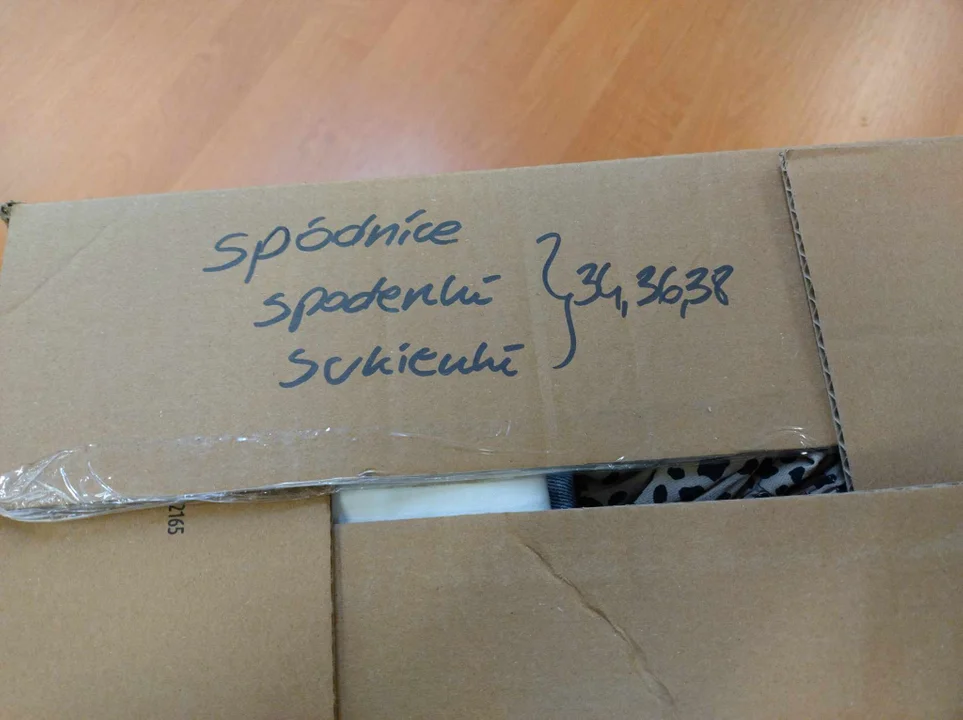 spódnice
spodenki
sukienki
} 34, 36, 38
2165